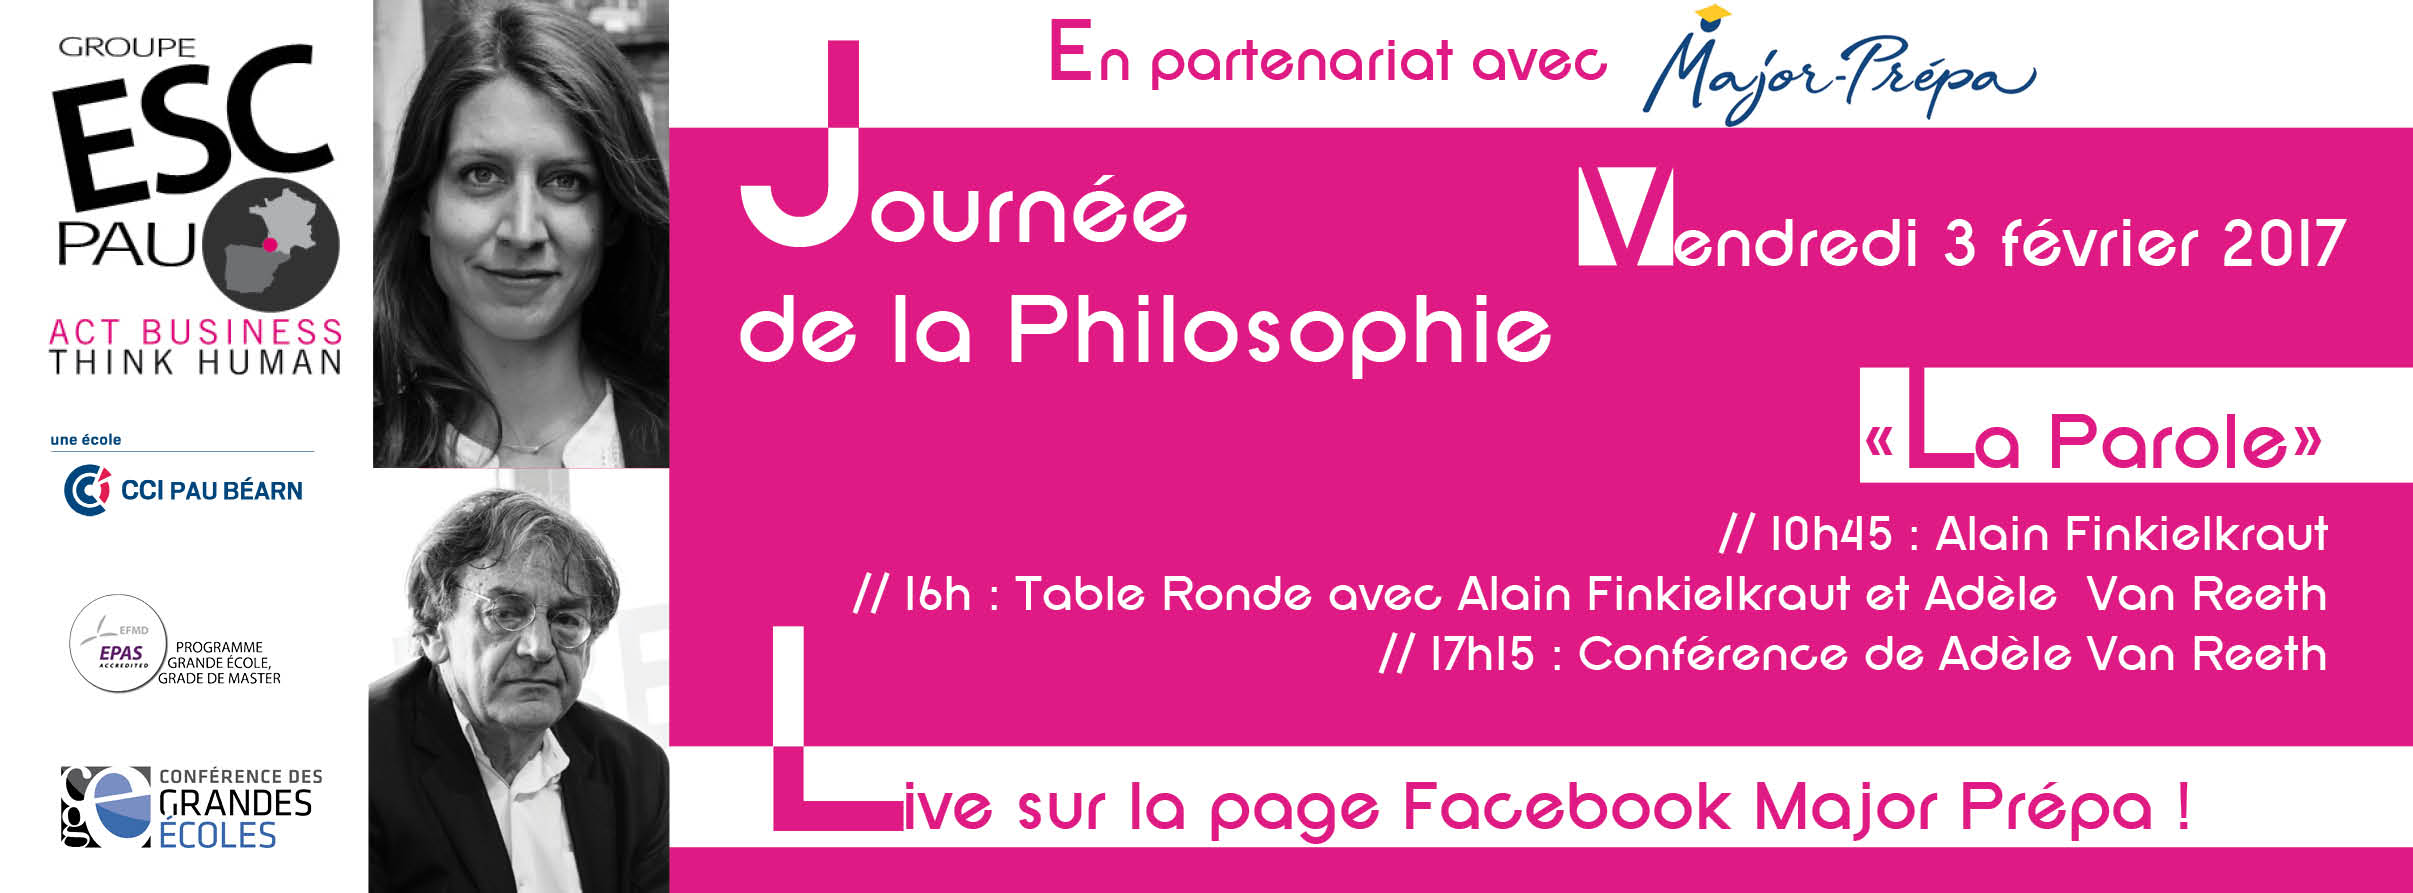 GROUPE
ESC
PAU
ACT BUSINESS
THINK HUMAN
une école
CCI PAU BÉARN
EFMD
EPAS
ACCREDITED
PROGRAMME
GRANDE ÉCOLE,
GRADE DE MASTER
cge
CONFÉRENCE DES
GRANDES
ÉCOLES
En partenariat avec Major-Prépa
Journée
de la Philosophie
Vendredi 3 février 2017
«La Parole»
// 10h45 : Alain Finkielkraut
// 16h : Table Ronde avec Alain Finkielkraut et Adèle Van Reeth
// 17h15 : Conférence de Adèle Van Reeth
Live sur la page Facebook Major Prépa !